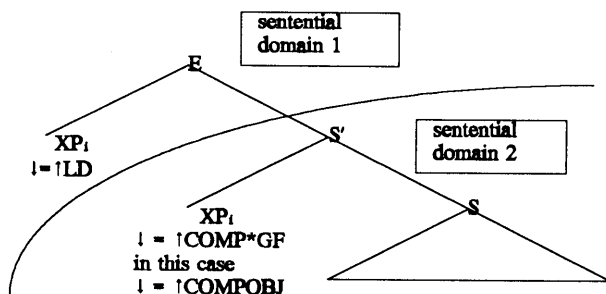 sentential
domain 1
E
XPᵢ
↓=↑LD
S'
sentential
domain 2
XPᵢ
↓ = ↑COMP*GF
in this case
↓ = ↑COMPOBJ
S